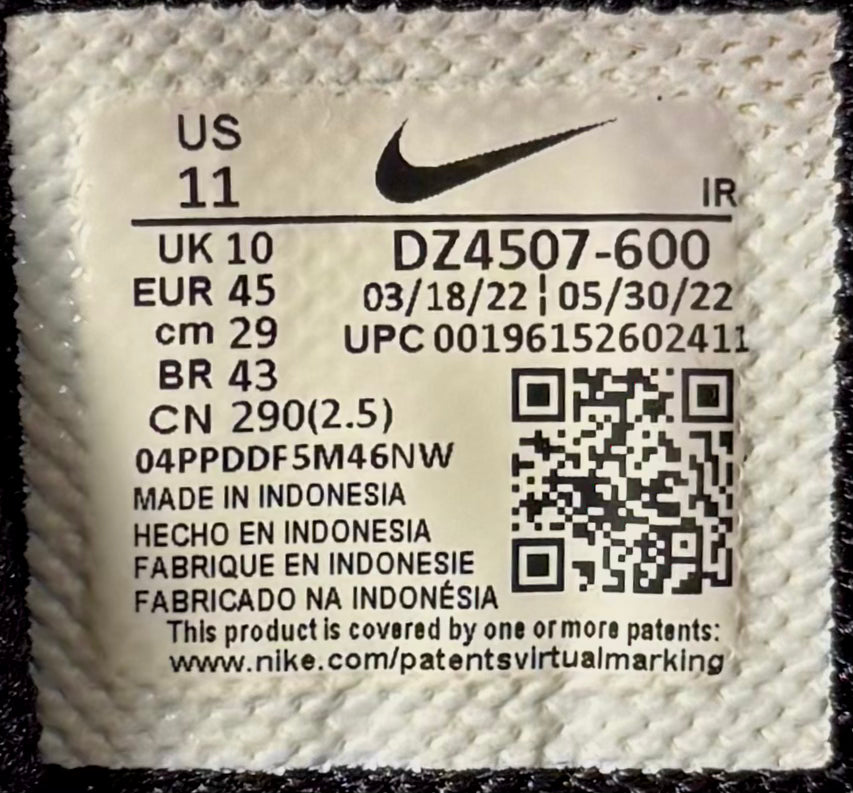 US
11
IR
UK 10
DZ4507-600
EUR 45
03/18/22 ¦ 05/30/22
cm 29
UPC 00196152602411
BR 43
CN 290(2.5)
04PPDDF5M46NW
MADE IN INDONESIA
HECHO EN INDONESIA
FABRIQUE EN INDONESIE
FABRICADO NA INDONÉSIA
This product is covered by one or more patents:
www.nike.com/patentsvirtualmarking